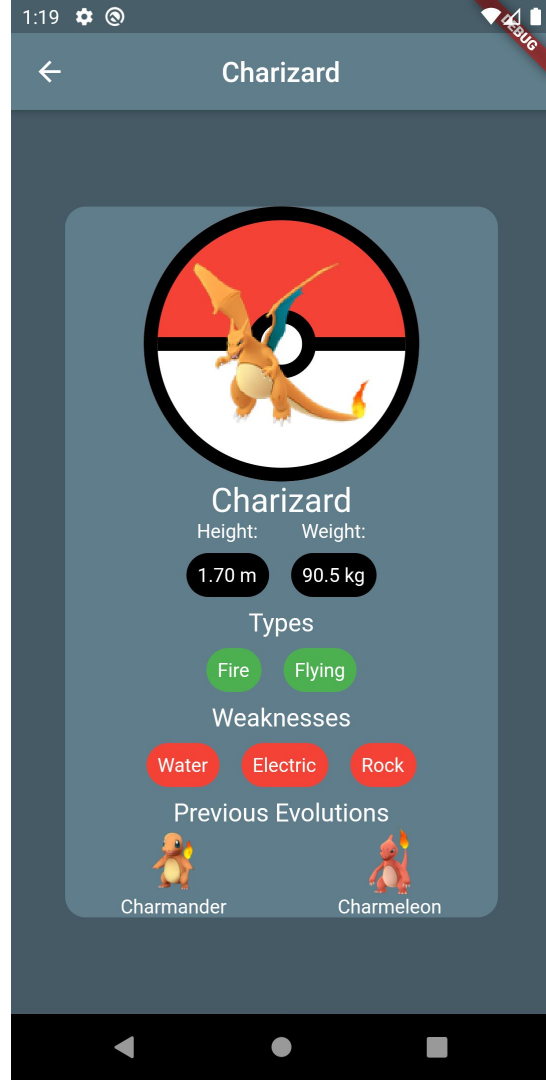 1:19
DEBUG
Charizard
Charizard
Height: Weight:
1.70 m 90.5 kg
Types
Fire Flying
Weaknesses
Water Electric Rock
Previous Evolutions
Charmander Charmeleon